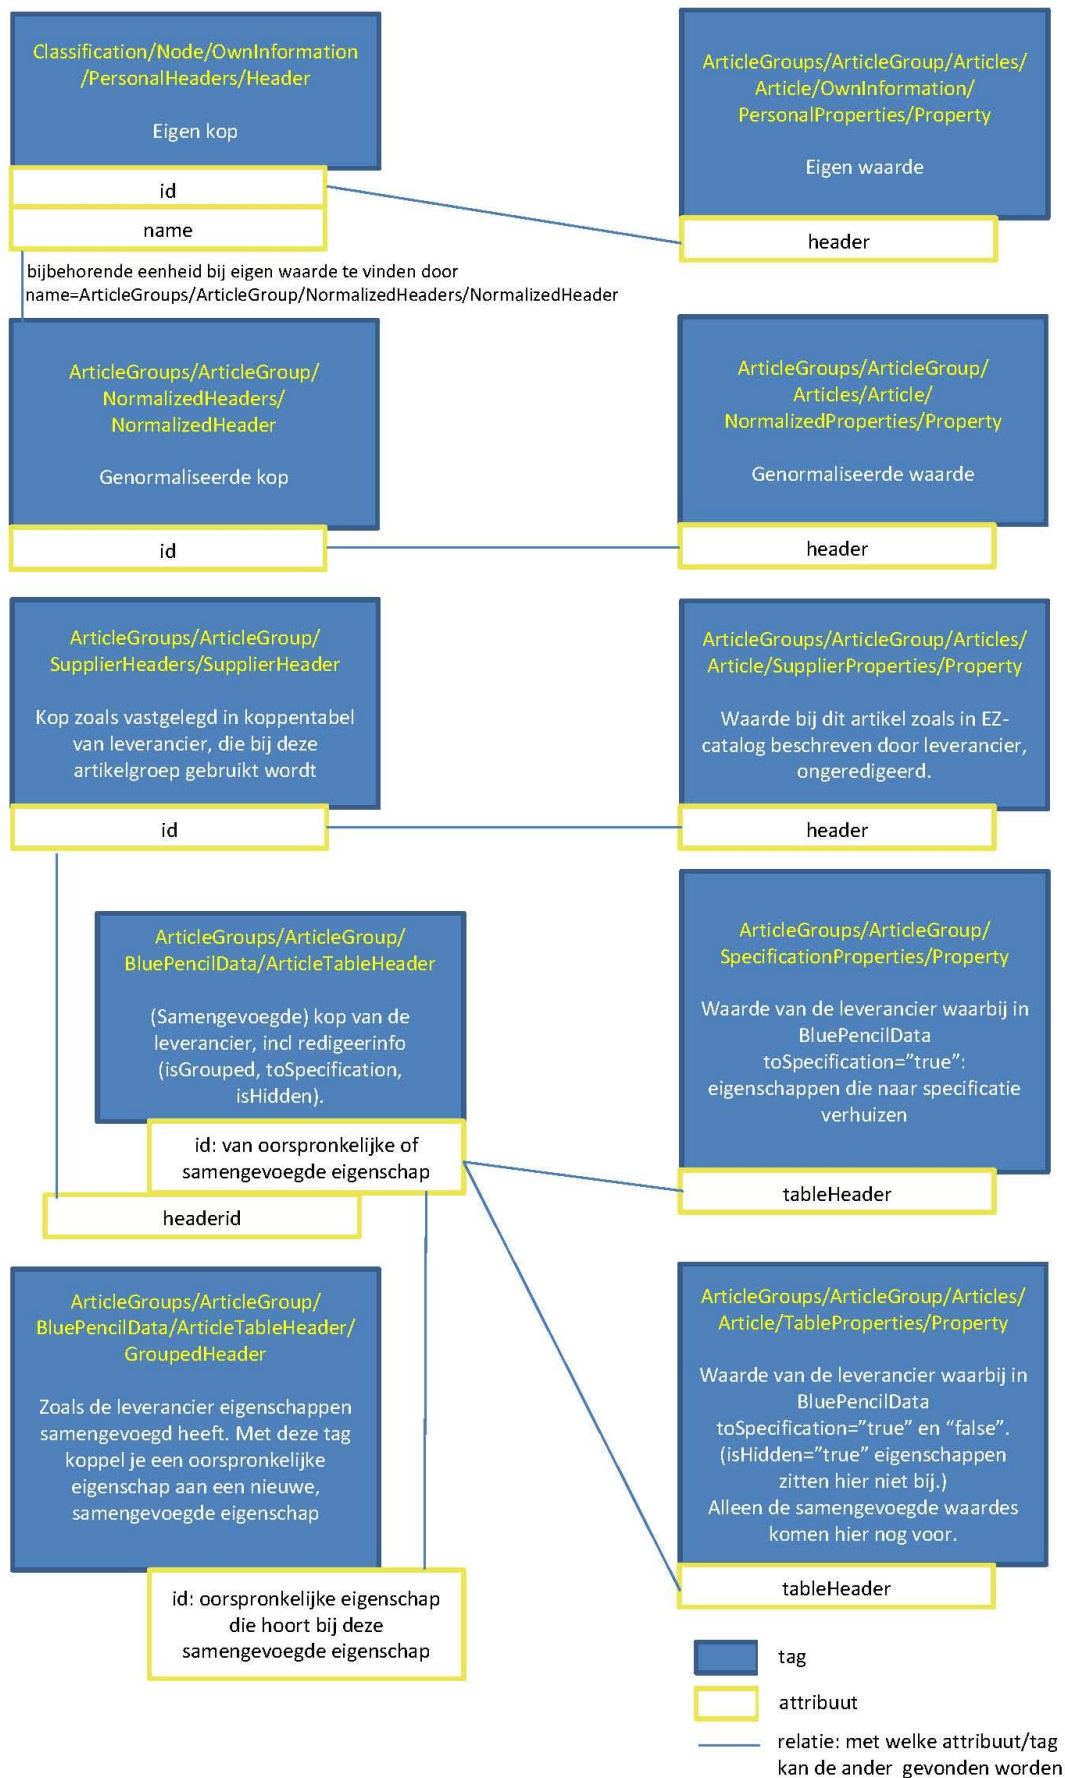 Classification/Node/OwnInformation
/PersonalHeaders/Header
Eigen kop
id
name
ArticleGroups/ArticleGroup/Articles/
Article/OwnInformation/
PersonalProperties/Property
Eigen waarde
header
bijbehorende eenheid bij eigen waarde te vinden door
name=ArticleGroups/ArticleGroup/NormalizedHeaders/NormalizedHeader
ArticleGroups/ArticleGroup/
NormalizedHeaders/
NormalizedHeader
Genormaliseerde kop
id
ArticleGroups/ArticleGroup/
Articles/Article/
NormalizedProperties/Property
Genormaliseerde waarde
header
ArticleGroups/ArticleGroup/
SupplierHeaders/SupplierHeader
Kop zoals vastgelegd in koppentabel
van leverancier, die bij deze
artikelgroep gebruikt wordt
id
ArticleGroups/ArticleGroup/Articles/
Article/SupplierProperties/Property
Waarde bij dit artikel zoals in EZ-
catalog beschreven door leverancier,
ongeredigeerd.
header
ArticleGroups/ArticleGroup/
BluePencilData/ArticleTableHeader
(Samengevoegde) kop van de
leverancier, incl redigeerinfo
(isGrouped, toSpecification,
isHidden).
id: van oorspronkelijke of
samengevoegde eigenschap
headerid
ArticleGroups/ArticleGroup/
SpecificationProperties/Property
Waarde van de leverancier waarbij in
BluePencilData
toSpecification=”true”:
eigenschappen die naar specificatie
verhuizen
tableHeader
ArticleGroups/ArticleGroup/
BluePencilData/ArticleTableHeader/
GroupedHeader
Zoals de leverancier eigenschappen
samengevoegd heeft. Met deze tag
koppel je een oorspronkelijke
eigenschap aan een nieuwe,
samengevoegde eigenschap
id: oorspronkelijke eigenschap
die hoort bij deze
samengevoegde eigenschap
ArticleGroups/ArticleGroup/Articles/
Article/TableProperties/Property
Waarde van de leverancier waarbij in
BluePencilData
toSpecification=”true” en “false”.
(isHidden=”true” eigenschappen
zitten hier niet bij.)
Alleen de samengevoegde waardes
komen hier nog voor.
tableHeader
tag
attribuut
relatie: met welke attribuut/tag
kan de ander gevonden worden